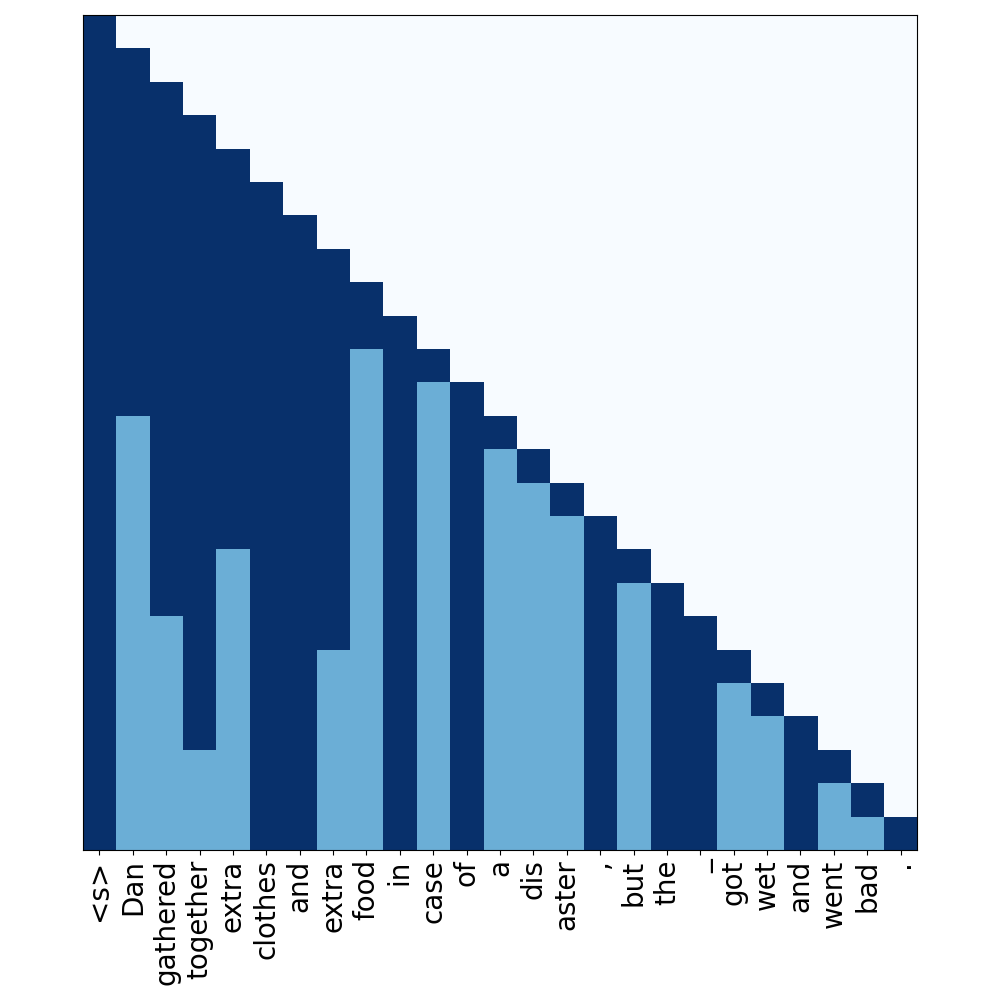 <s> Dan gathered together extra clothes and extra food in case of a dis aster , but the _ got wet and went bad .